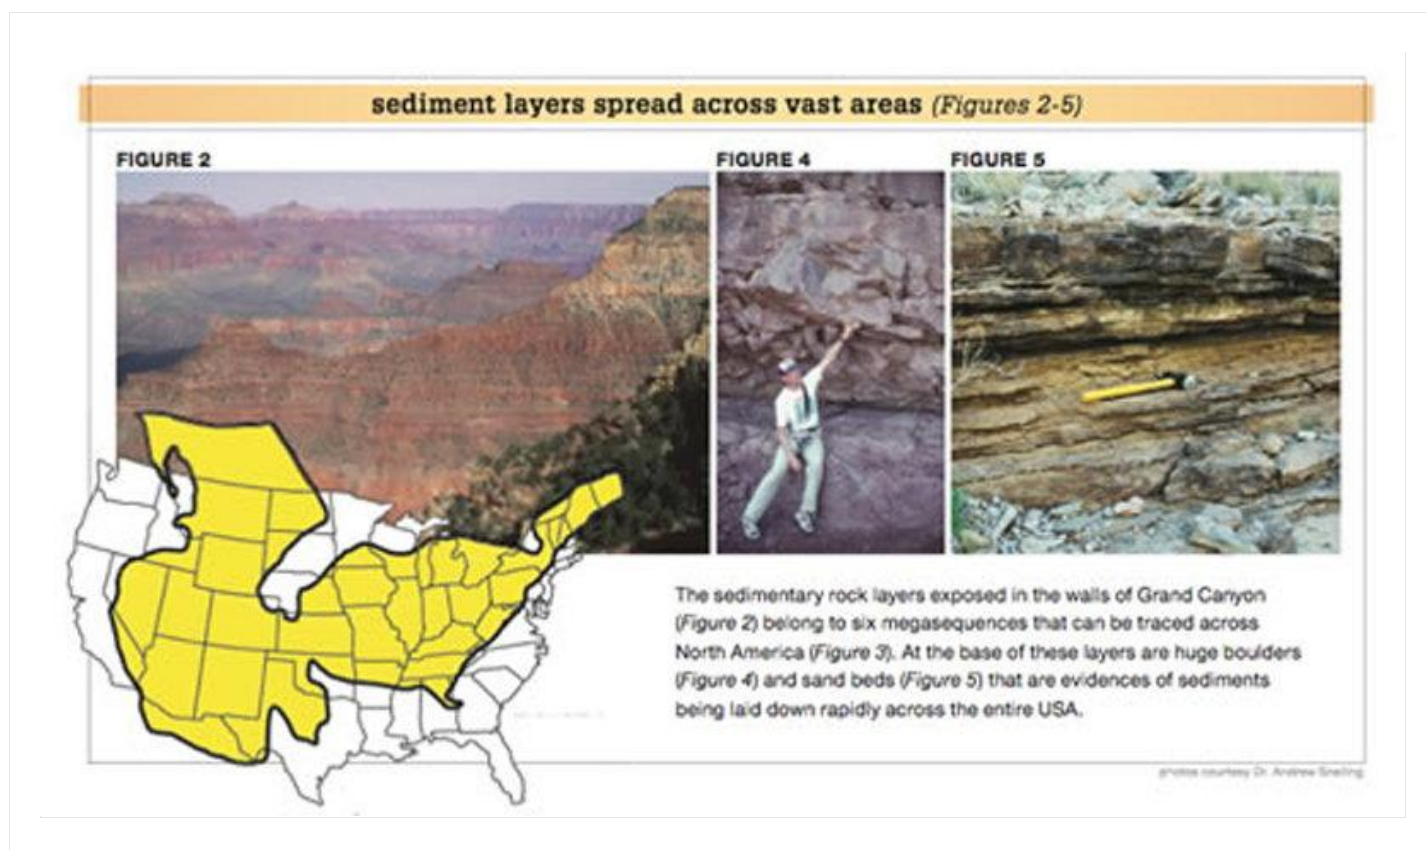 sediment layers spread across vast areas (Figures 2-5)
FIGURE 2
FIGURE 4
FIGURE 5
The sedimentary rock layers exposed in the walls of Grand Canyon
(Figure 2) belong to six megasequences that can be traced across
North America (Figure 3). At the base of these layers are huge boulders
(Figure 4) and sand beds (Figure 5) that are evidences of sediments
being laid down rapidly across the entire USA.
photos courtesy Dr. Andrew Snelling